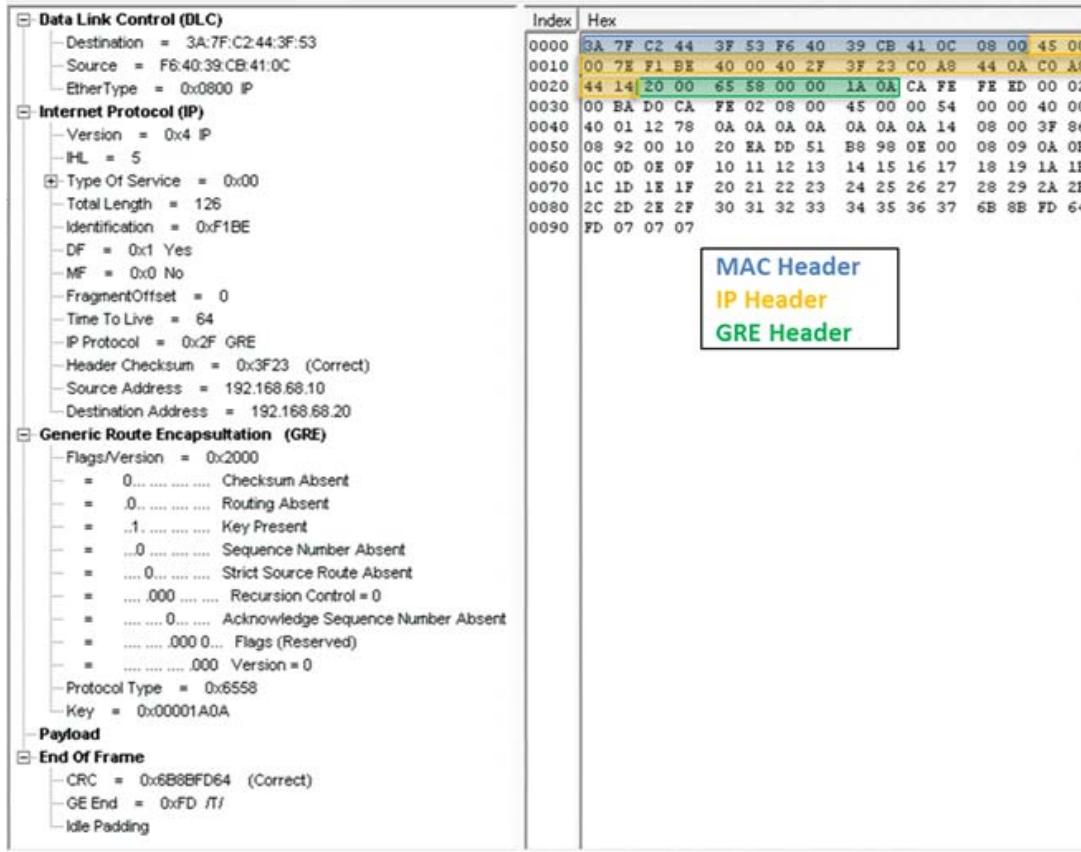 Data Link Control (DLC)
Destination = 3A:7F:C2:44:3F:53
Source = F6:40:39:CB:41:0C
EtherType = 0x0800 IP
Internet Protocol (IP)
Version = 0x4 IP
IHL = 5
Type Of Service = 0x00
Total Length = 126
Identification = 0xF1BE
DF = 0x1 Yes
MF = 0x0 No
FragmentOffset = 0
Time To Live = 64
IP Protocol = 0x2F GRE
Header Checksum = 0x3F23 (Correct)
Source Address = 192.168.68.10
Destination Address = 192.168.68.20
Generic Route Encapsultation (GRE)
Flags/Version = 0x2000
= 0... .... .... .... Checksum Absent
= .0.. .... .... .... Routing Absent
= ..1. .... .... .... Key Present
= ...0 .... .... .... Sequence Number Absent
= .... 0... .... .... Strict Source Route Absent
= .... .000 .... .... Recursion Control = 0
= .... .... 0... .... Acknowledge Sequence Number Absent
= .... .... .000 0... Flags (Reserved)
= .... .... .... .000 Version = 0
Protocol Type = 0x6558
Key = 0x00001A0A
Payload
End Of Frame
CRC = 0x6B8BFD64 (Correct)
GE End = 0xFD /T/
Idle Padding
Index Hex
0000 3A 7F C2 44 3F 53 F6 40 39 CB 41 0C 08 00 45 00
0010 00 7E F1 BE 40 00 40 2F 3F 23 C0 A8 44 0A C0 A8
0020 44 14 20 00 65 58 00 00 1A 0A CA FE FE ED 00 02
0030 00 BA D0 CA FE 02 08 00 45 00 00 54 00 00 40 00
0040 40 01 12 78 0A 0A 0A 0A 0A 0A 0A 14 08 00 3F 86
0050 08 92 00 10 20 EA DD 51 B8 98 0E 00 08 09 0A 0B
0060 0C 0D 0E 0F 10 11 12 13 14 15 16 17 18 19 1A 1B
0070 1C 1D 1E 1F 20 21 22 23 24 25 26 27 28 29 2A 2B
0080 2C 2D 2E 2F 30 31 32 33 34 35 36 37 6B 8B FD 64
0090 FD 07 07 07
MAC Header
IP Header
GRE Header